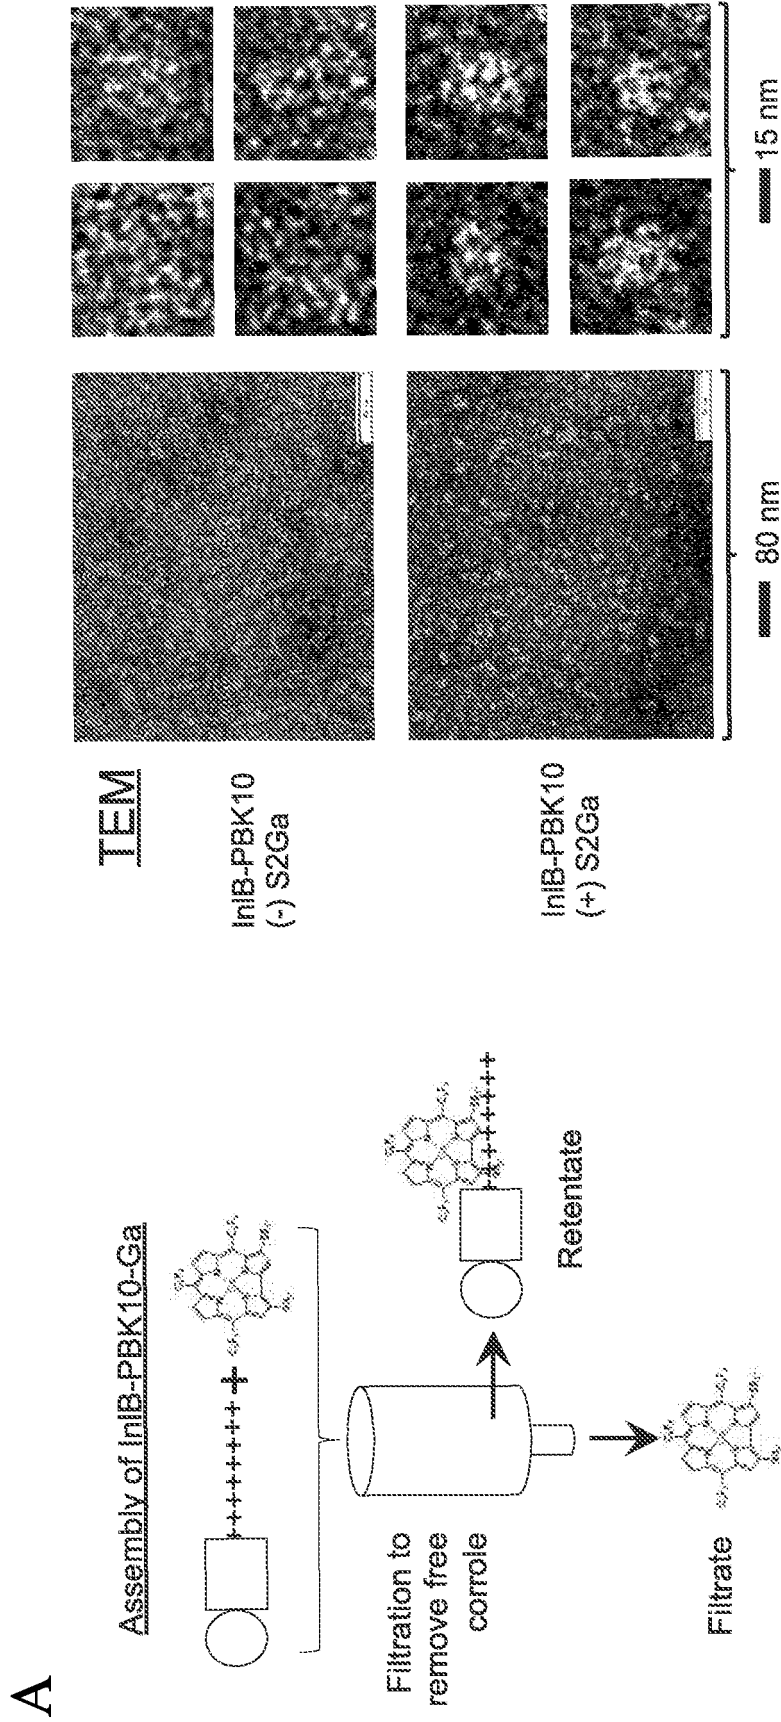 A
Assembly of InlB-PBK10-Ga
Filtration to
remove free
corrole
Retentate
Filtrate
TEM
InlB-PBK10
(-) S2Ga
InlB-PBK10
(+) S2Ga
80 nm
15 nm